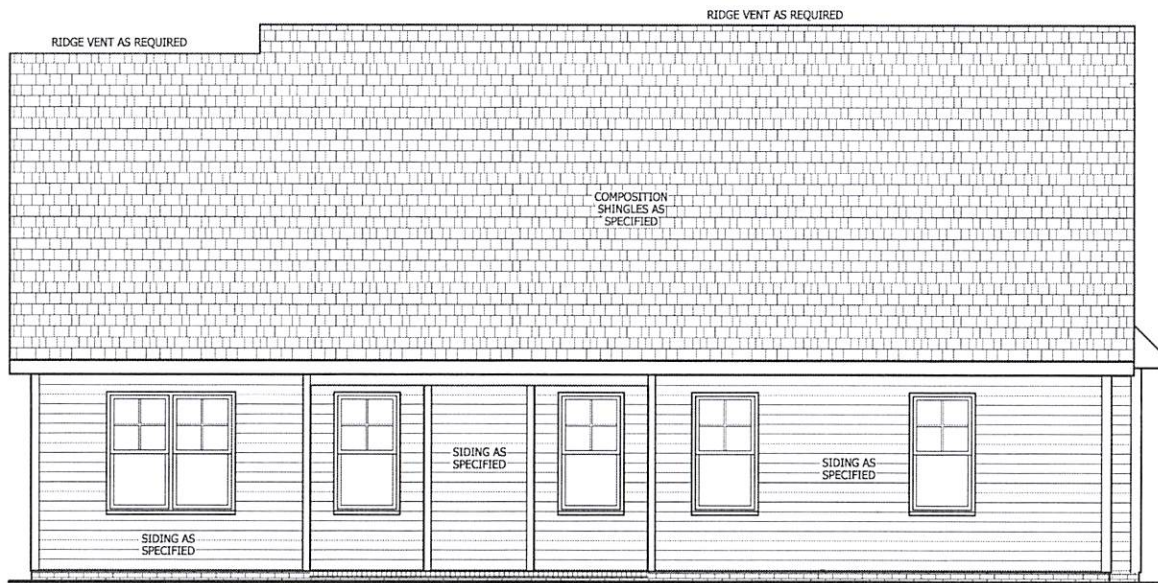 RIDGE VENT AS REQUIRED
RIDGE VENT AS REQUIRED
COMPOSITION
SHINGLES AS
SPECIFIED
SIDING AS
SPECIFIED
SIDING AS
SPECIFIED
SIDING AS
SPECIFIED